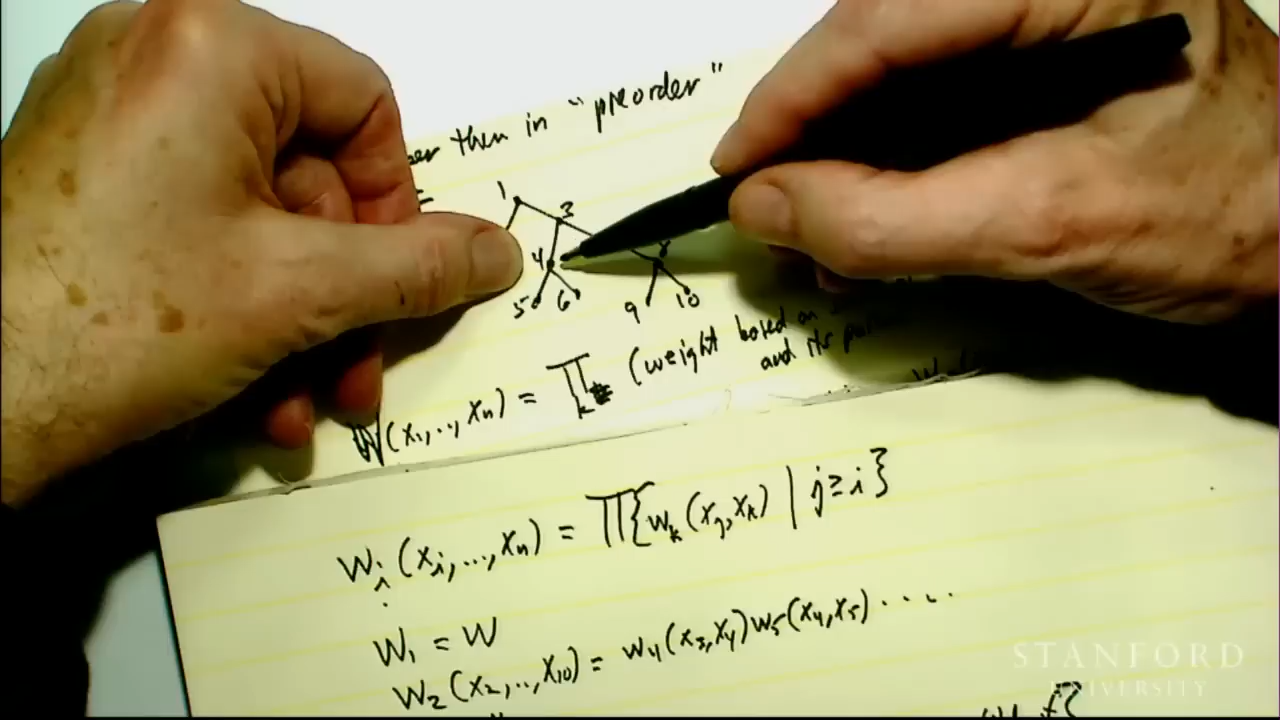 then in "preorder"
1
3
4 8
5 6 9 10
W(x₁,..,xₙ) = ∏ₖ (weight based on
and its
Wᵢ(xᵢ,...,xₙ) = ∏{wₖ(xⱼ,xₖ) | j≥i}
W₁ = W
W₂(x₂,..,x₁₀) = w₄(x₃,x₄)w₅(x₄,x₅)·····
STANFORD
UNIVERSITY